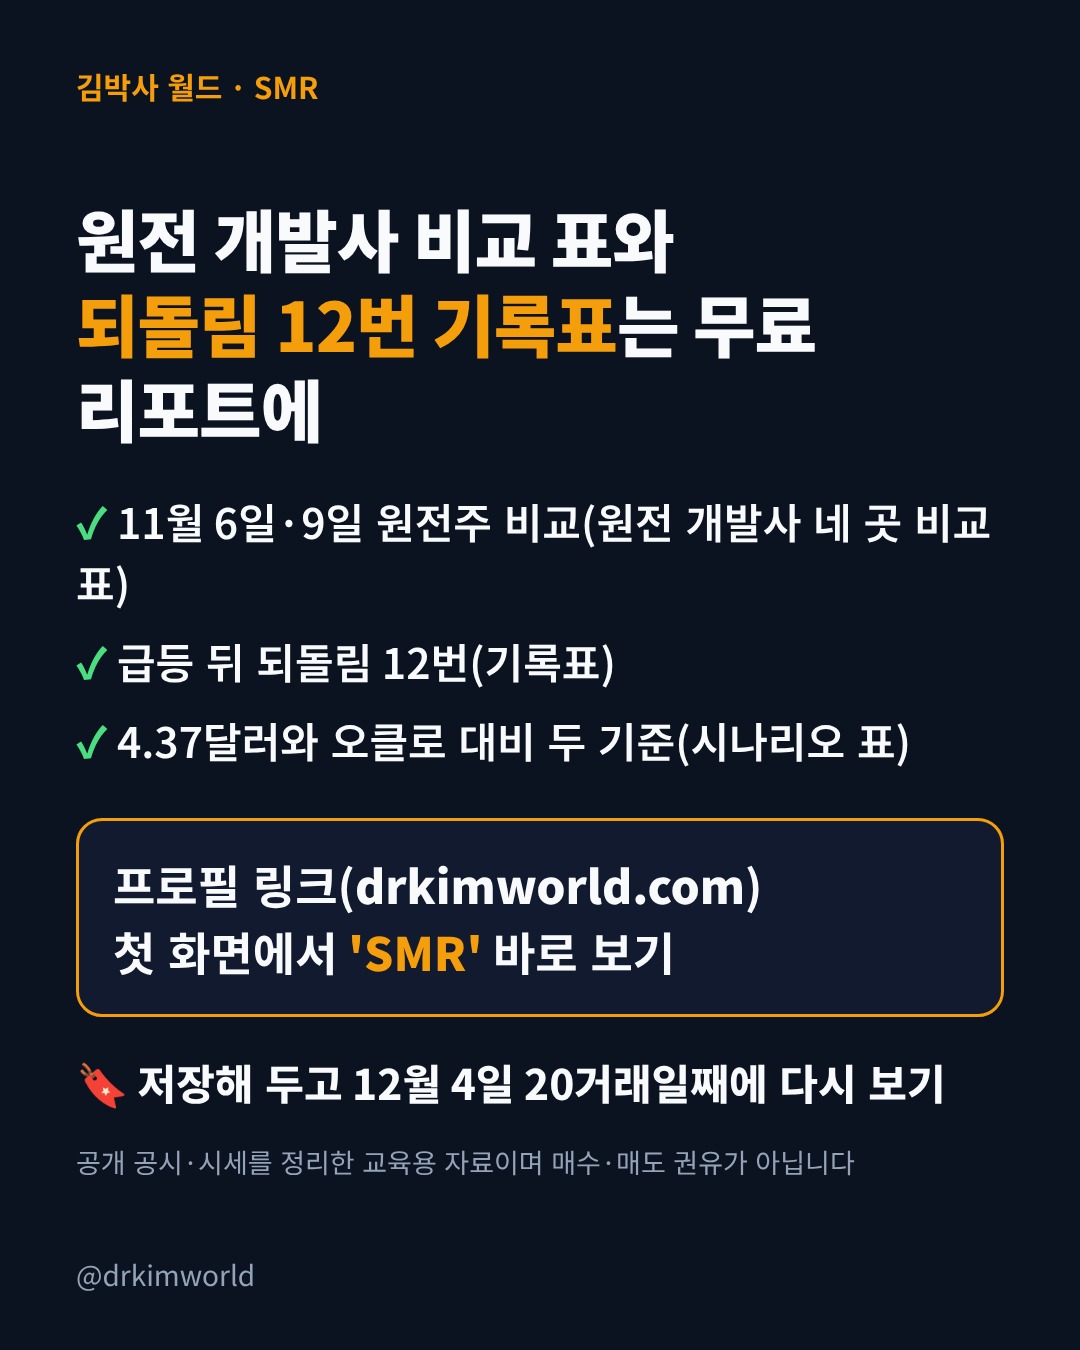 김박사 월드 · SMR
원전 개발사 비교 표와
되돌림 12번 기록표는 무료
리포트에
✓ 11월 6일·9일 원전주 비교(원전 개발사 네 곳 비교
표)
✓ 급등 뒤 되돌림 12번(기록표)
✓ 4.37달러와 오클로 대비 두 기준(시나리오 표)
프로필 링크(drkimworld.com)
첫 화면에서 'SMR' 바로 보기
🔖 저장해 두고 12월 4일 20거래일째에 다시 보기
공개 공시·시세를 정리한 교육용 자료이며 매수·매도 권유가 아닙니다
@drkimworld